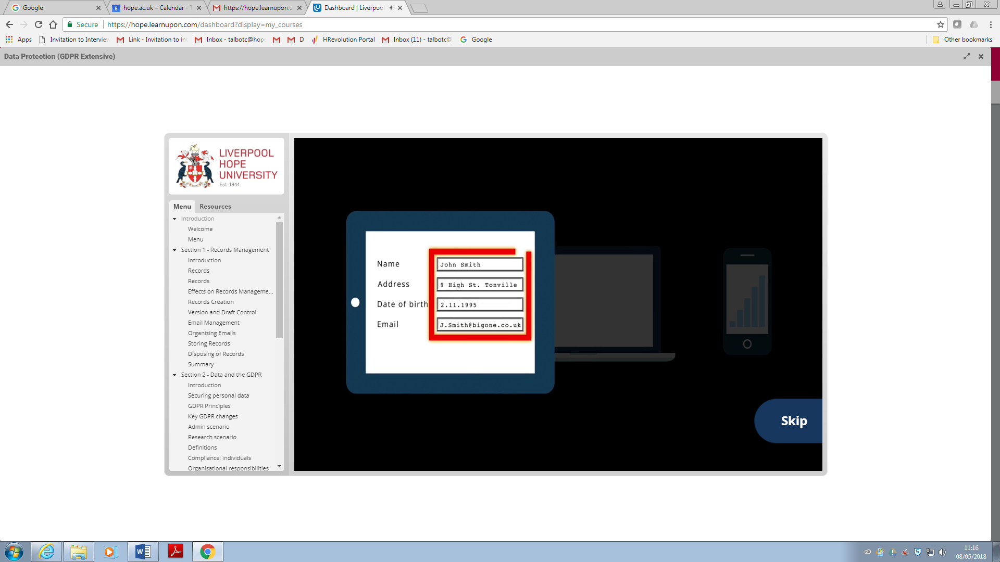 Google
hope.ac.uk – Calendar - T
https://hope.learnupon.c
Dashboard | Liverpool
Secure
https://hope.learnupon.com/dashboard?display=my_courses
Apps
Invitation to Interview
Link - Invitation to in
Inbox - talbotc@hope
D
HRevolution Portal
Inbox (11) - talbotc@
Google
Other bookmarks
Data Protection (GDPR Extensive)
LIVERPOOL
HOPE
UNIVERSITY
Est. 1844
Menu
Resources
Introduction
Welcome
Menu
Section 1 - Records Management
Introduction
Records
Records
Effects on Records Manageme...
Records Creation
Version and Draft Control
Email Management
Organising Emails
Storing Records
Disposing of Records
Summary
Section 2 - Data and the GDPR
Introduction
Securing personal data
GDPR Principles
Key GDPR changes
Admin scenario
Research scenario
Definitions
Compliance: individuals
Organisational responsibilities
Name John Smith
Address 9 High St. Tonville
Date of birth 2.11.1995
Email J.Smith@bigone.co.uk
Skip
11:16
08/05/2018